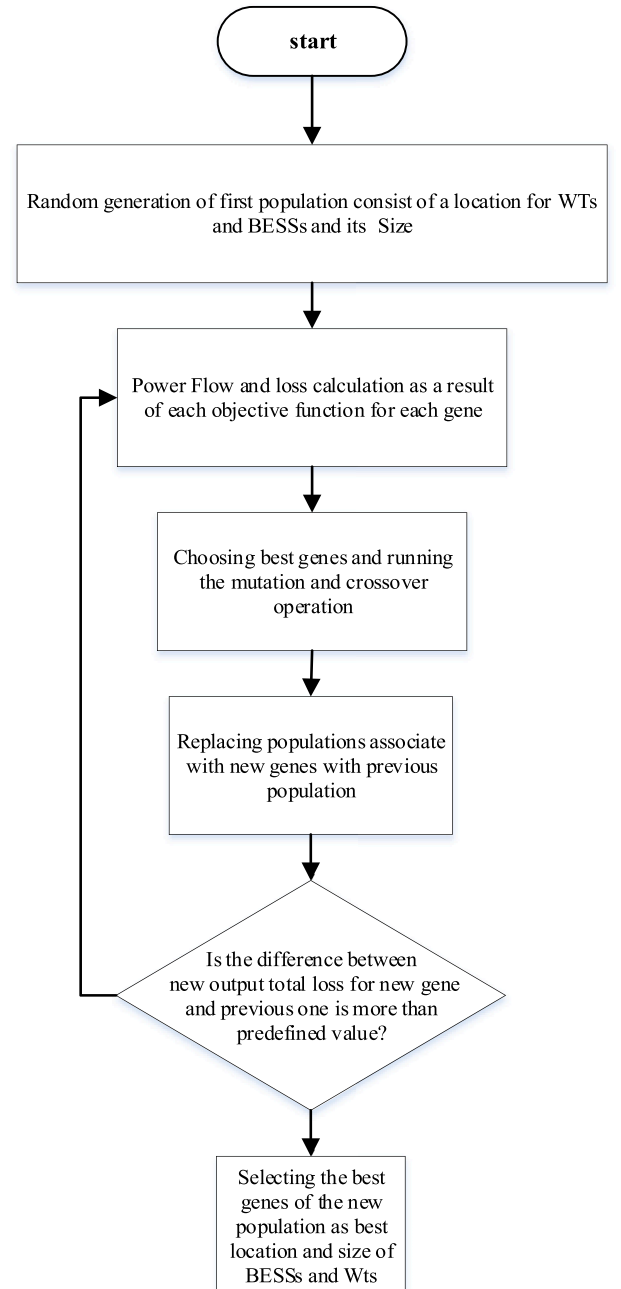 start
Random generation of first population consist of a location for WTs
and BESSs and its Size
Power Flow and loss calculation as a result
of each objective function for each gene
Choosing best genes and running
the mutation and crossover
operation
Replacing populations associate
with new genes with previous
population
Is the difference between
new output total loss for new gene
and previous one is more than
predefined value?
Selecting the best
genes of the new
population as best
location and size of
BESSs and Wts